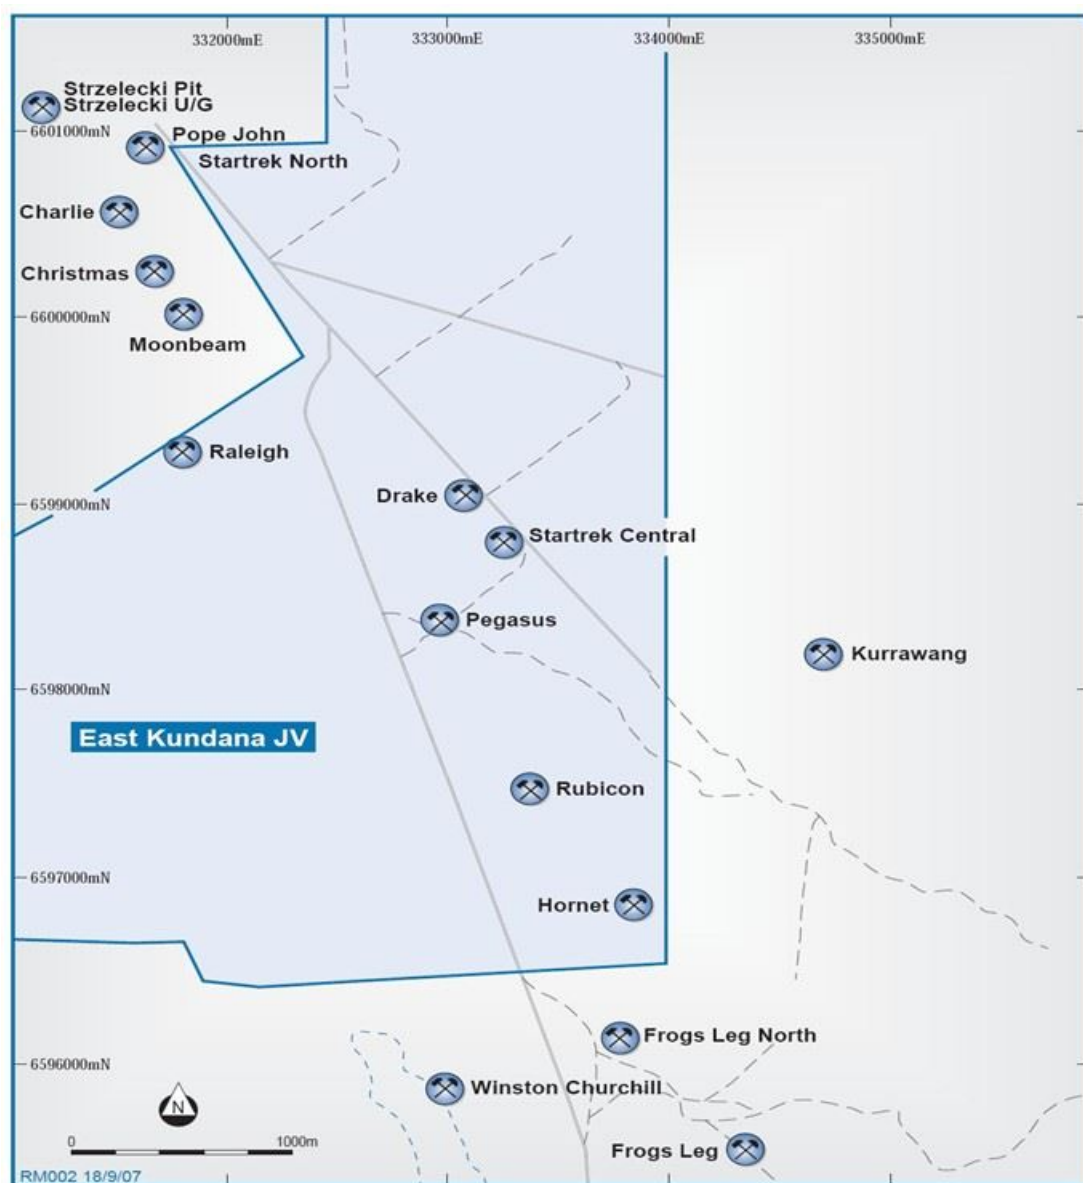 332000mE
333000mE
334000mE
335000mE
Strzelecki Pit
Strzelecki U/G
6601000mN
Pope John
Startrek North
Charlie
Christmas
6600000mN
Moonbeam
Raleigh
Drake
6599000mN
Startrek Central
Pegasus
Kurrawang
6598000mN
East Kundana JV
Rubicon
6597000mN
Hornet
Frogs Leg North
6596000mN
Winston Churchill
N
0
1000m
Frogs Leg
RM002 18/9/07